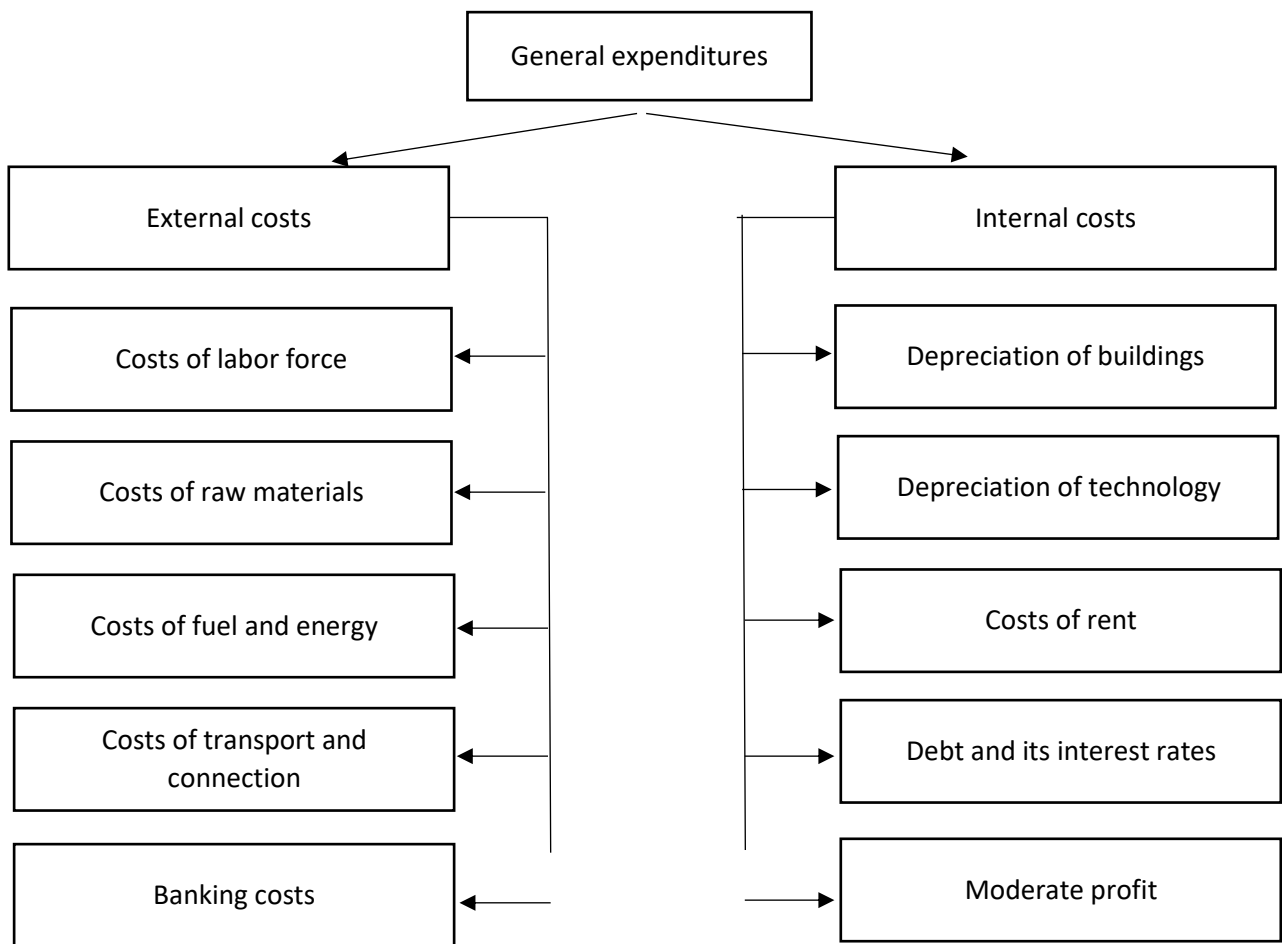 General expenditures
External costs
Internal costs
Costs of labor force
Depreciation of buildings
Costs of raw materials
Depreciation of technology
Costs of fuel and energy
Costs of rent
Costs of transport and
connection
Debt and its interest rates
Banking costs
Moderate profit